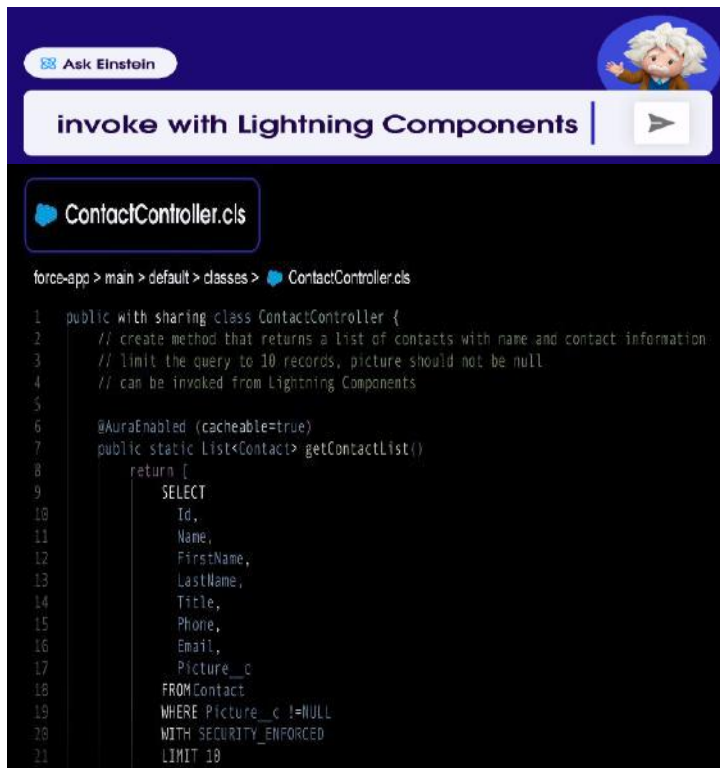 Ask Einstein
invoke with Lightning Components
ContactController.cls
force-app > main > default > classes > ContactController.cls
1 public with sharing class ContactController {
2 // create method that returns a list of contacts with name and contact information
3 // limit the query to 10 records, picture should not be null
4 // can be invoked from Lightning Components
5
6 @AuraEnabled (cacheable=true)
7 public static List<Contact> getContactList()
8 return [
9 SELECT
10 Id,
11 Name,
12 FirstName,
13 LastName,
14 Title,
15 Phone,
16 Email,
17 Picture__c
18 FROMContact
19 WHERE Picture__c !=NULL
20 WITH SECURITY_ENFORCED
21 LIMIT 10